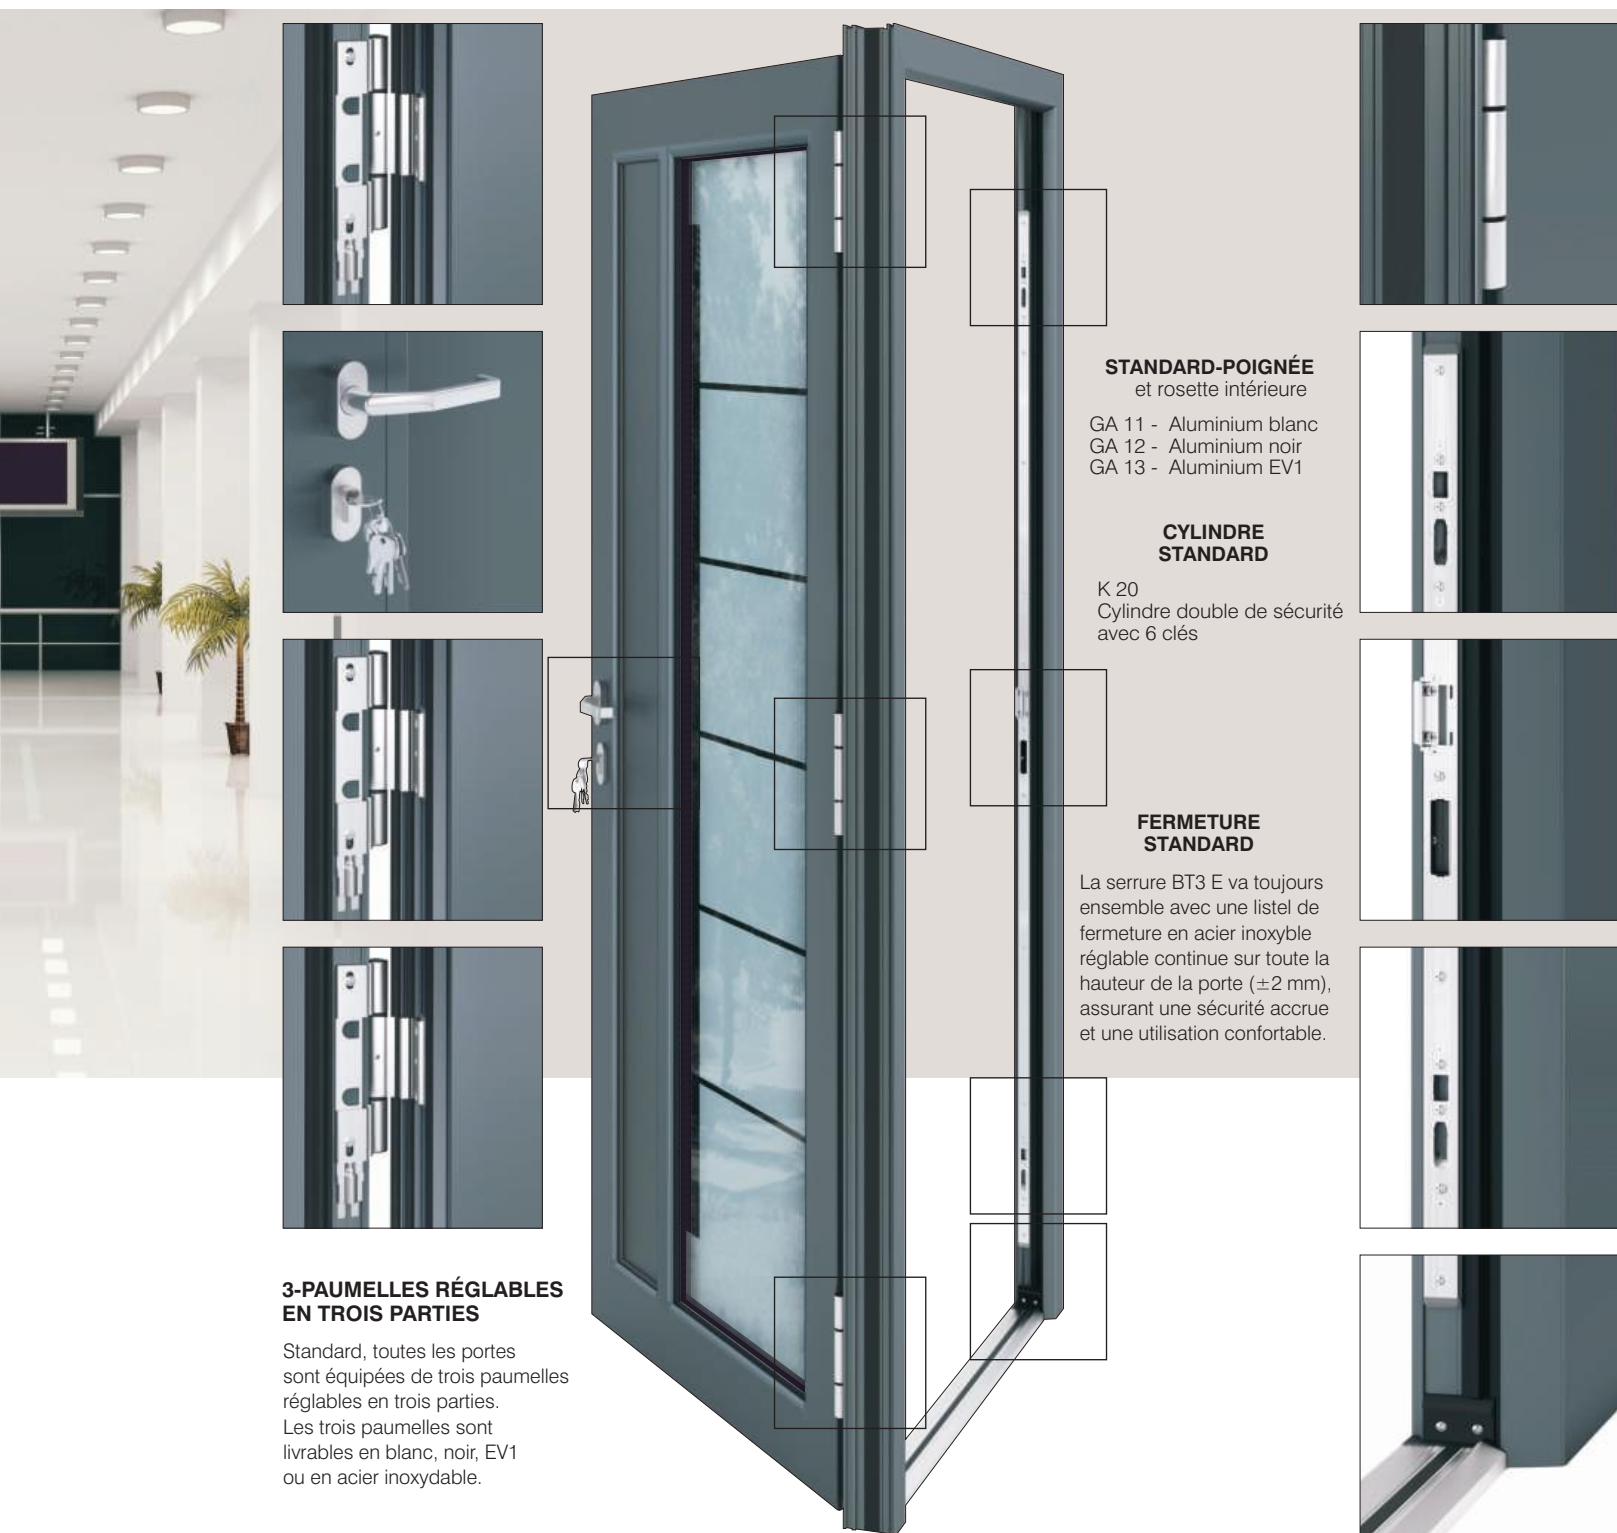 STANDARD-POIGNÉE
et rosette intérieure
GA 11 - Aluminium blanc
GA 12 - Aluminium noir
GA 13 - Aluminium EV1
CYLINDRE
STANDARD
K 20
Cylindre double de sécurité
avec 6 clés
FERMETURE
STANDARD
La serrure BT3 E va toujours
ensemble avec une listel de
fermeture en acier inoxyble
réglable continue sur toute la
hauteur de la porte (±2 mm),
assurant une sécurité accrue
et une utilisation confortable.
3-PAUMELLES RÉGLABLES
EN TROIS PARTIES
Standard, toutes les portes
sont équipées de trois paumelles
réglables en trois parties.
Les trois paumelles sont
livrables en blanc, noir, EV1
ou en acier inoxydable.